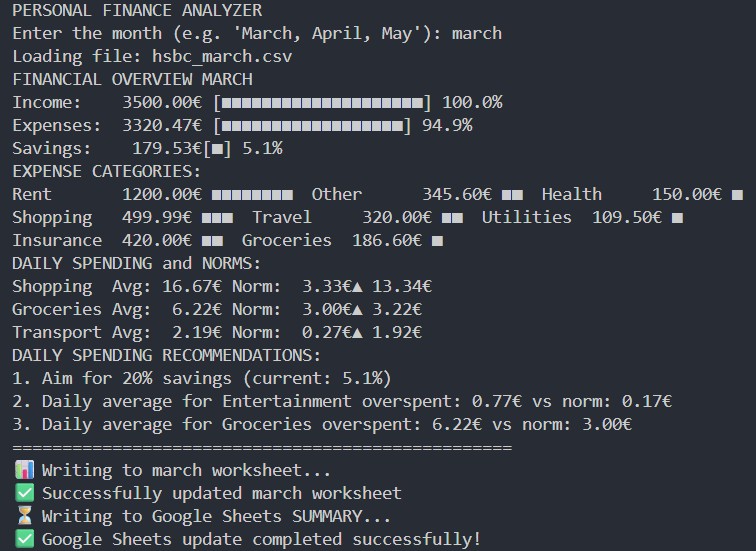 PERSONAL FINANCE ANALYZER
Enter the month (e.g. 'March, April, May'): march
Loading file: hsbc_march.csv
FINANCIAL OVERVIEW MARCH
Income:    3500.00€ [■■■■■■■■■■■■■■■■■■■■] 100.0%
Expenses:  3320.47€ [■■■■■■■■■■■■■■■■■■] 94.9%
Savings:    179.53€[■] 5.1%
EXPENSE CATEGORIES:
Rent       1200.00€ ■■■■■■■■  Other      345.60€ ■■  Health     150.00€ ■
Shopping   499.99€ ■■■  Travel     320.00€ ■■  Utilities  109.50€ ■
Insurance  420.00€ ■■  Groceries  186.60€ ■
DAILY SPENDING and NORMS:
Shopping  Avg: 16.67€ Norm:  3.33€▲ 13.34€
Groceries Avg:  6.22€ Norm:  3.00€▲ 3.22€
Transport Avg:  2.19€ Norm:  0.27€▲ 1.92€
DAILY SPENDING RECOMMENDATIONS:
1. Aim for 20% savings (current: 5.1%)
2. Daily average for Entertainment overspent: 0.77€ vs norm: 0.17€
3. Daily average for Groceries overspent: 6.22€ vs norm: 3.00€
==================================================
📊 Writing to march worksheet...
✅ Successfully updated march worksheet
⏳ Writing to Google Sheets SUMMARY...
✅ Google Sheets update completed successfully!